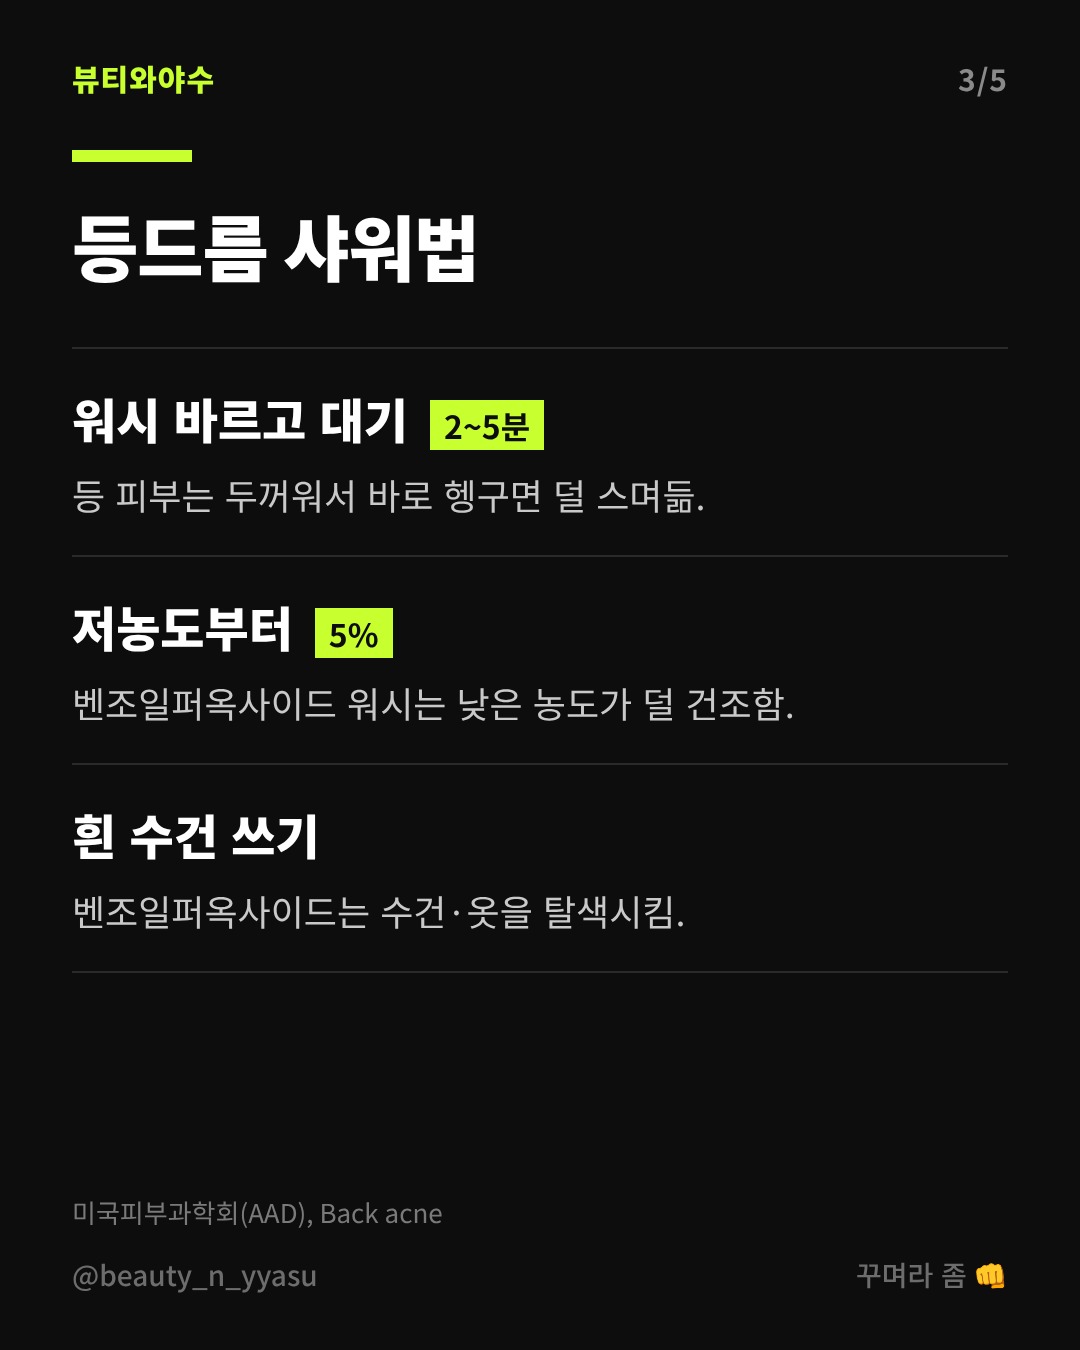 뷰티와야수
3/5
등드름 샤워법
워시 바르고 대기 2~5분
등 피부는 두꺼워서 바로 헹구면 덜 스며듦.
저농도부터 5%
벤조일퍼옥사이드 워시는 낮은 농도가 덜 건조함.
흰 수건 쓰기
벤조일퍼옥사이드는 수건·옷을 탈색시킴.
미국피부과학회(AAD), Back acne
@beauty_n_yyasu
꾸며라 좀 👊